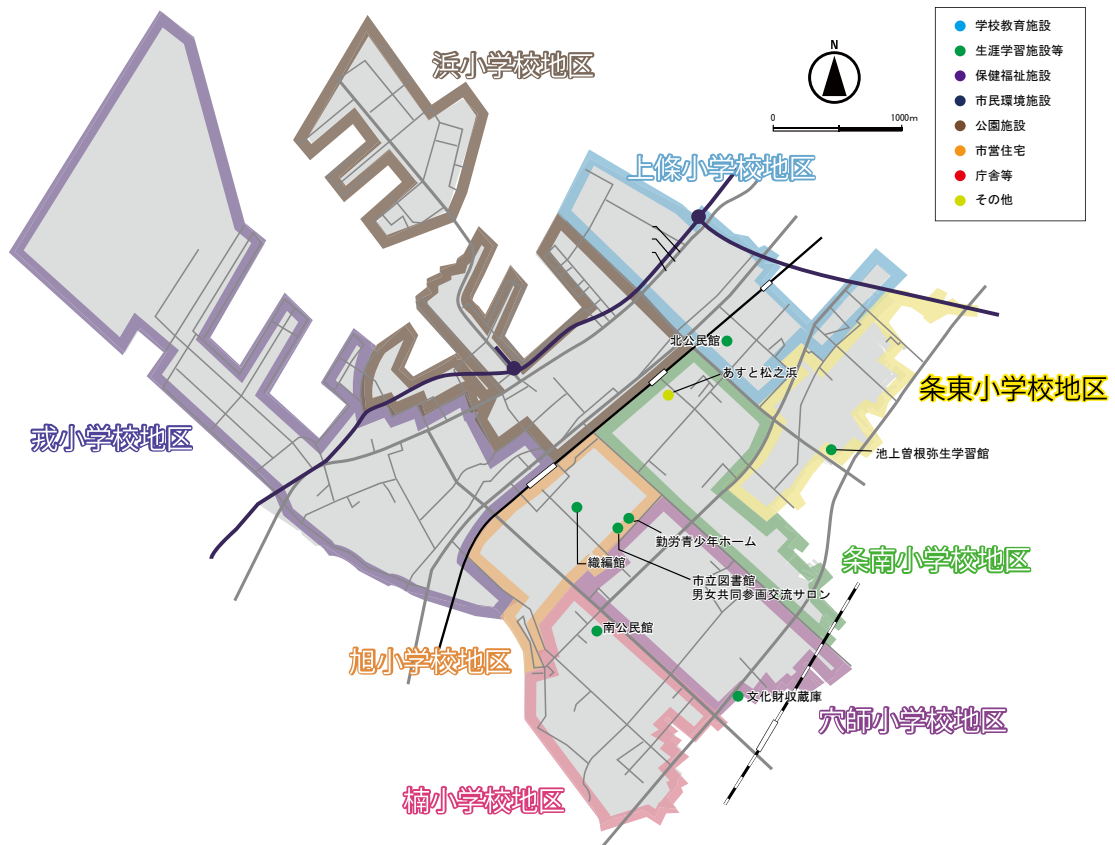 学校教育施設
生涯学習施設等
保健福祉施設
市民環境施設
公園施設
市営住宅
庁舎等
その他
N
0
1000m
浜小学校地区
上條小学校地区
北公民館
あすと松之浜
条東小学校地区
戎小学校地区
池上曽根弥生学習館
勤労青少年ホーム
織編館
条南小学校地区
市立図書館
男女共同参画交流サロン
南公民館
旭小学校地区
文化財収蔵庫
穴師小学校地区
楠小学校地区